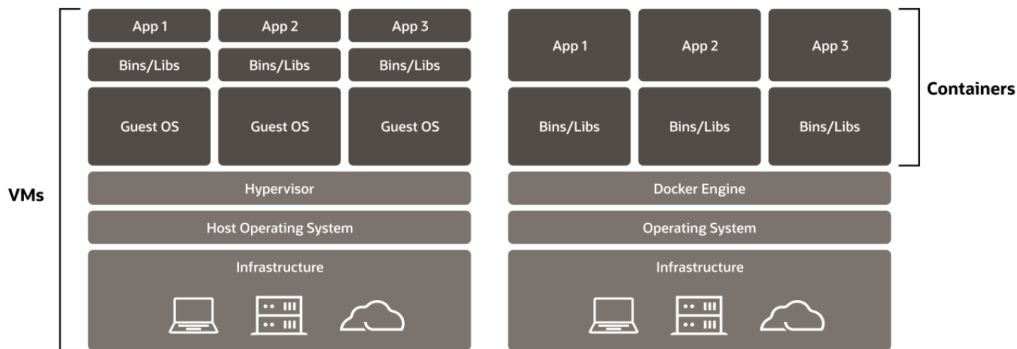 App 1 App 2 App 3
Bins/Libs Bins/Libs Bins/Libs
Guest OS Guest OS Guest OS
Hypervisor
Host Operating System
Infrastructure
VMs
App 1 App 2 App 3
Bins/Libs Bins/Libs Bins/Libs
Docker Engine
Operating System
Infrastructure
Containers